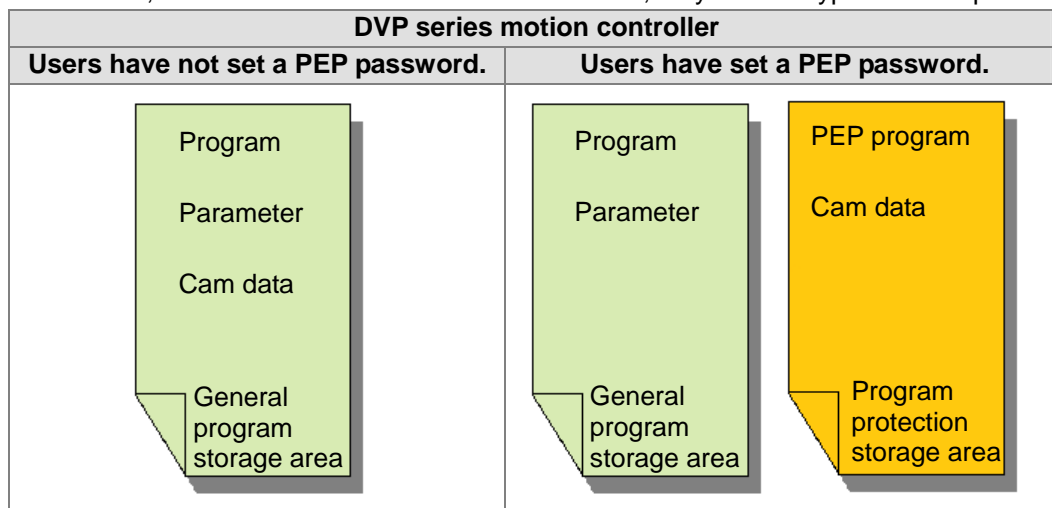 DVP series motion controller
Users have not set a PEP password.
Users have set a PEP password.
Program
Parameter
Cam data
General
program
storage area
Program
Parameter
General
program
storage area
PEP program
Cam data
Program
protection
storage area